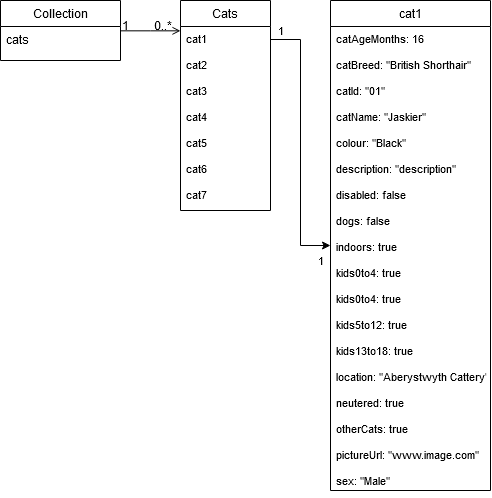 Collection
cats
1
0..*
Cats
cat1
cat2
cat3
cat4
cat5
cat6
cat7
1
1
cat1
catAgeMonths: 16
catBreed: "British Shorthair"
catId: "01"
catName: "Jaskier"
colour: "Black"
description: "description"
disabled: false
dogs: false
indoors: true
kids0to4: true
kids0to4: true
kids5to12: true
kids13to18: true
location: "Aberystwyth Cattery"
neutered: true
otherCats: true
pictureUrl: "www.image.com"
sex: "Male"